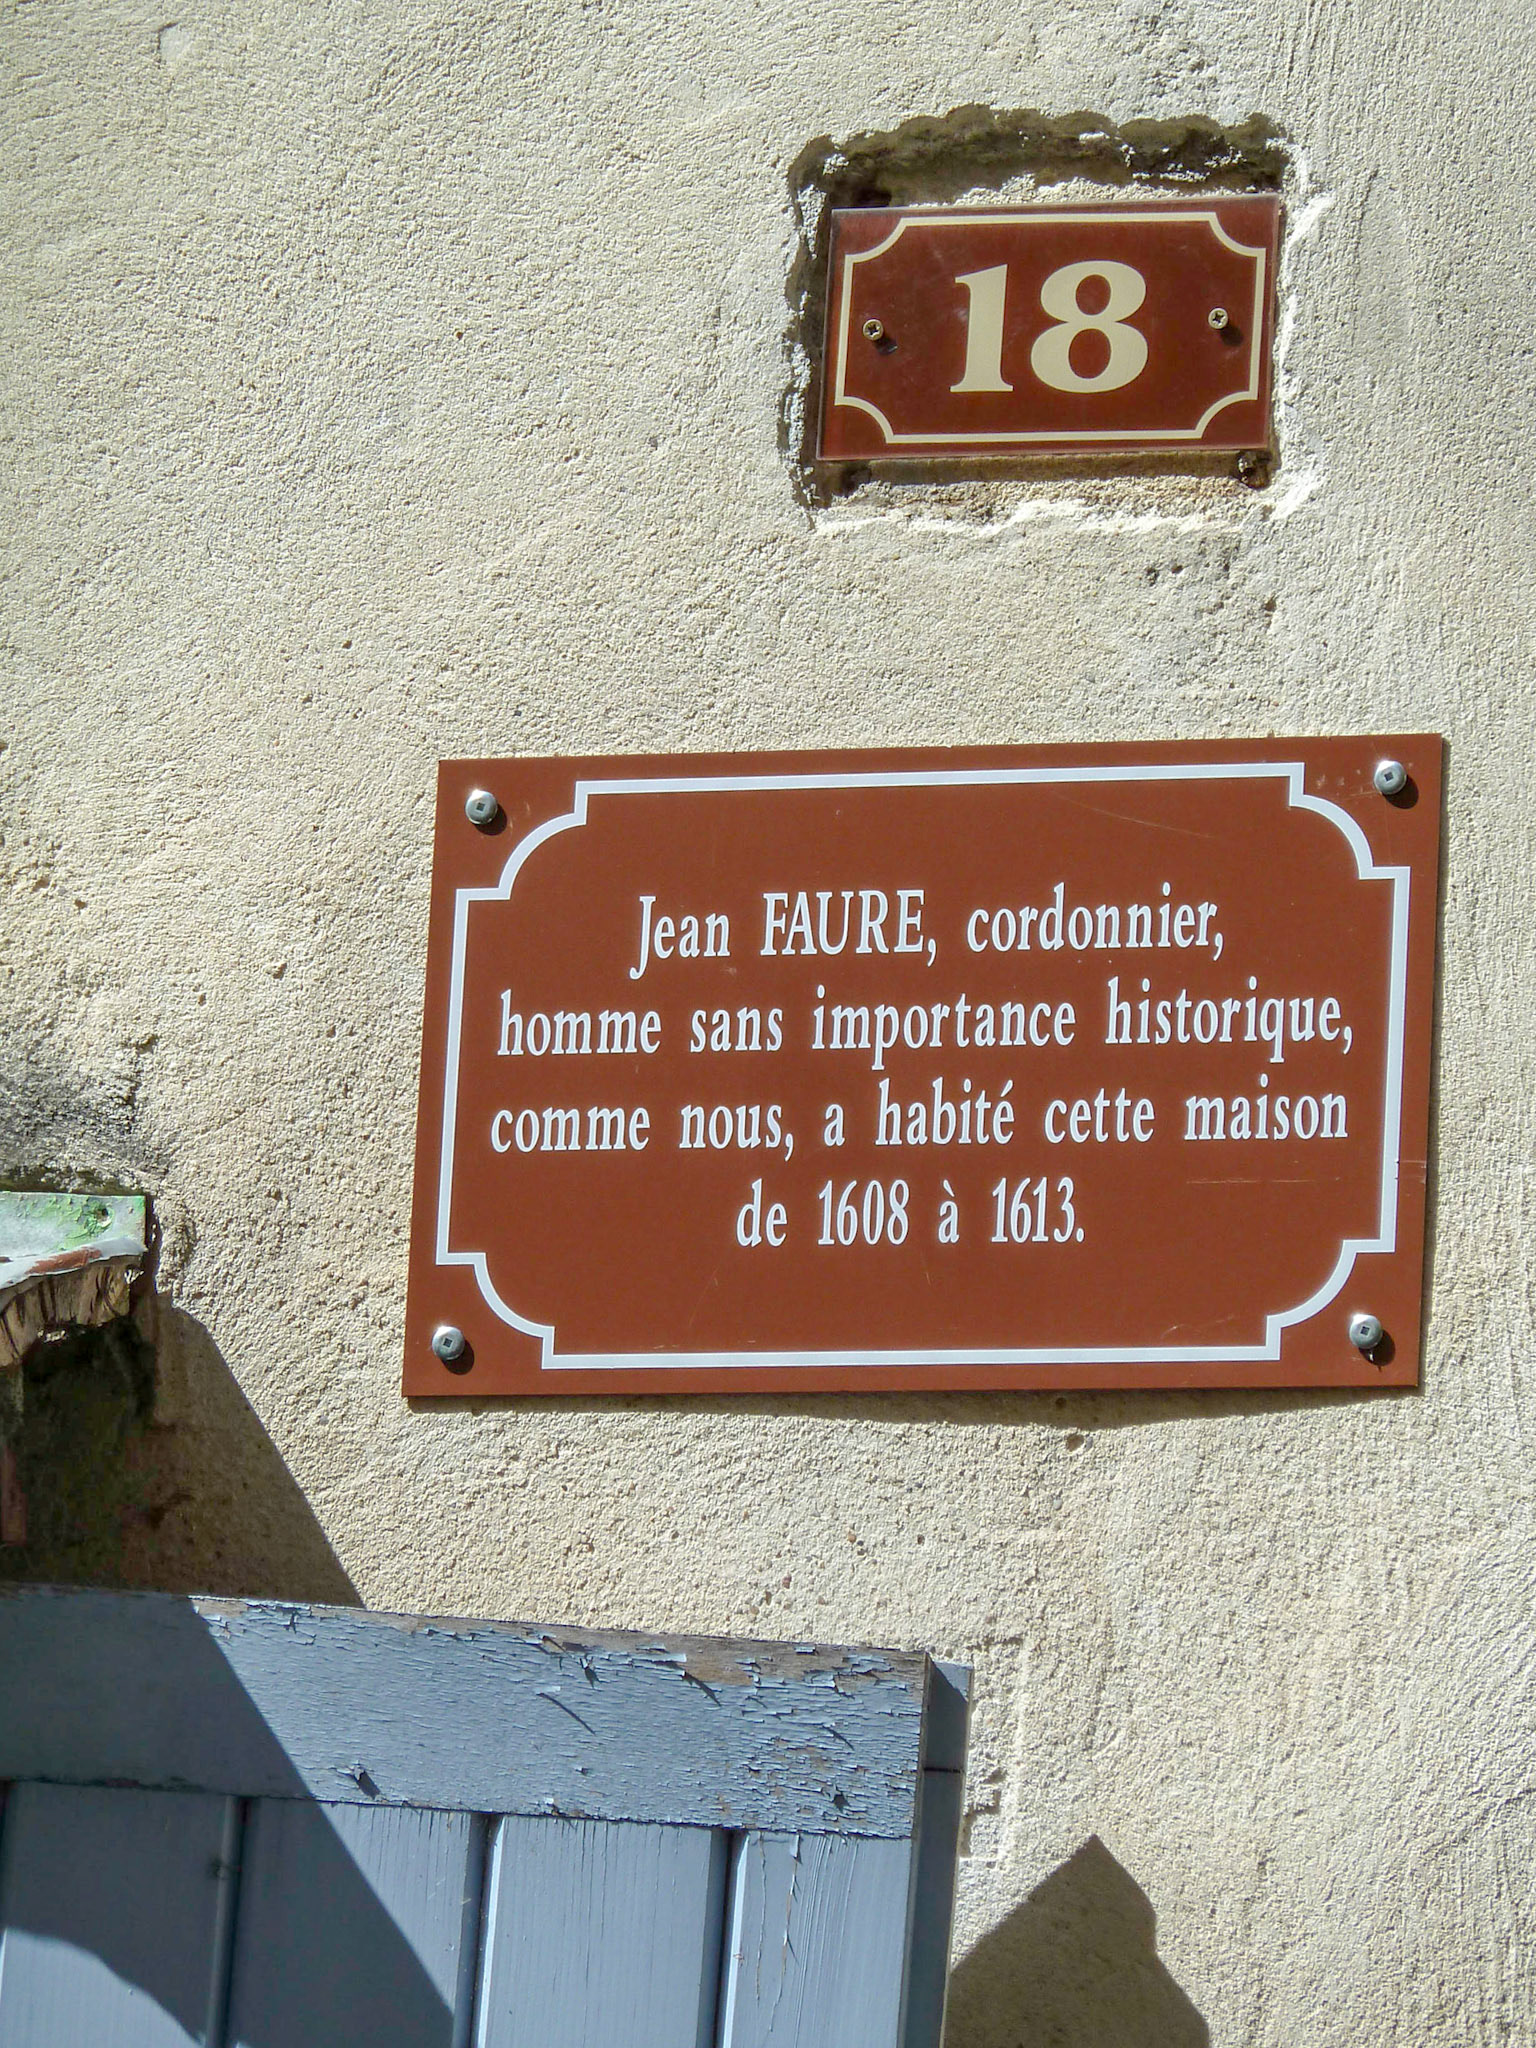 18
Jean FAURE, cordonnier,
homme sans importance historique,
comme nous, a habité cette maison
de 1608 à 1613.